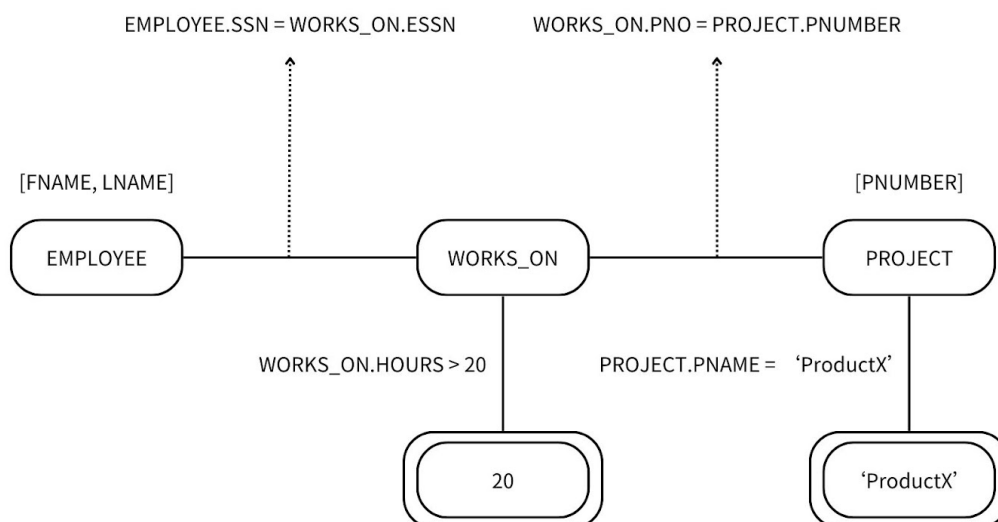 EMPLOYEE.SSN = WORKS_ON.ESSN
WORKS_ON.PNO = PROJECT.PNUMBER
[FNAME, LNAME]
[PNUMBER]
EMPLOYEE
WORKS_ON
PROJECT
WORKS_ON.HOURS > 20
PROJECT.PNAME = ‘ProductX’
20
‘ProductX’